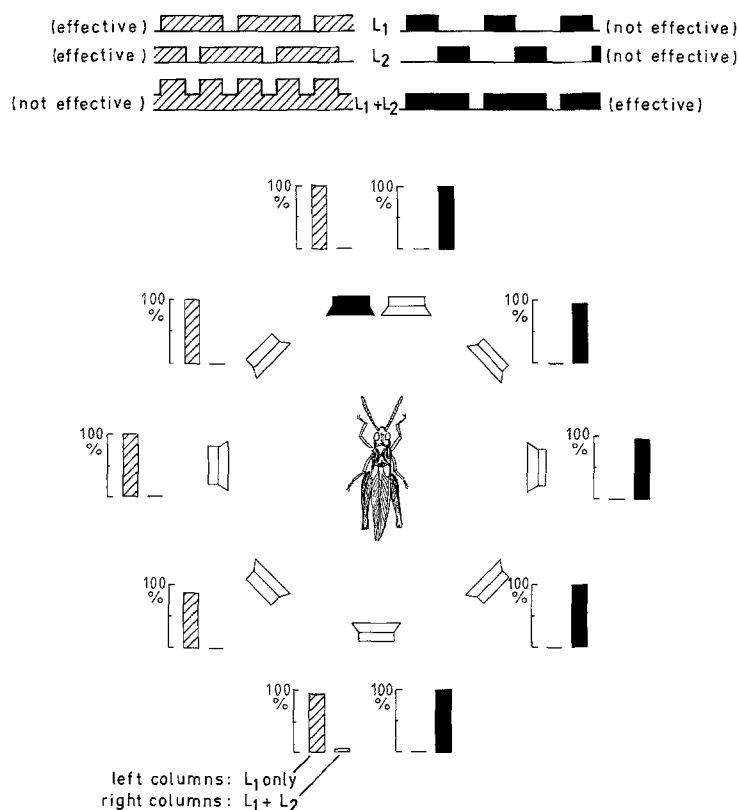 (effective) L1 (not effective)
(effective) L2 (not effective)
(not effective) L1+L2 (effective)
100 % 100 %
100 % 100 %
100 % 100 %
100 % 100 %
100 % 100 %
left columns: L1 only
right columns: L1 + L2